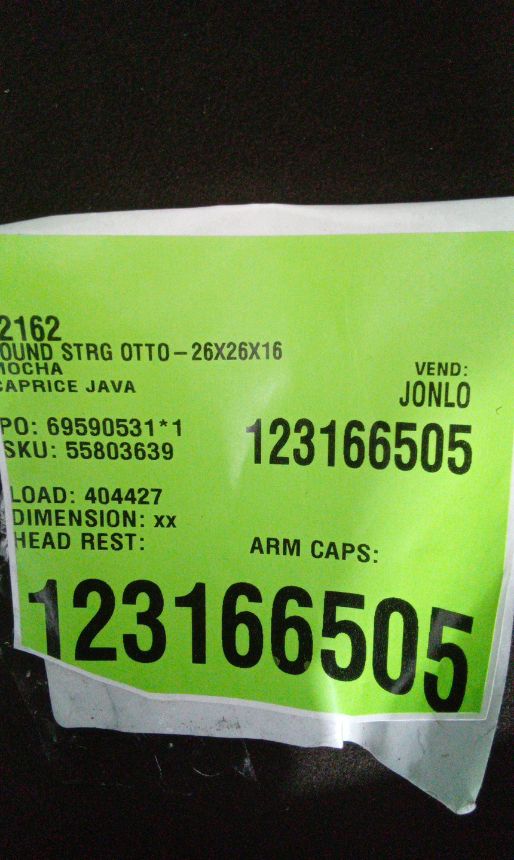 2162
OUND STRG OTTO-26X26X16
MOCHA
CAPRICE JAVA
VEND:
JONLO
PO: 69590531*1
SKU: 55803639
123166505
LOAD: 404427
DIMENSION: xx
HEAD REST:
ARM CAPS:
123166505